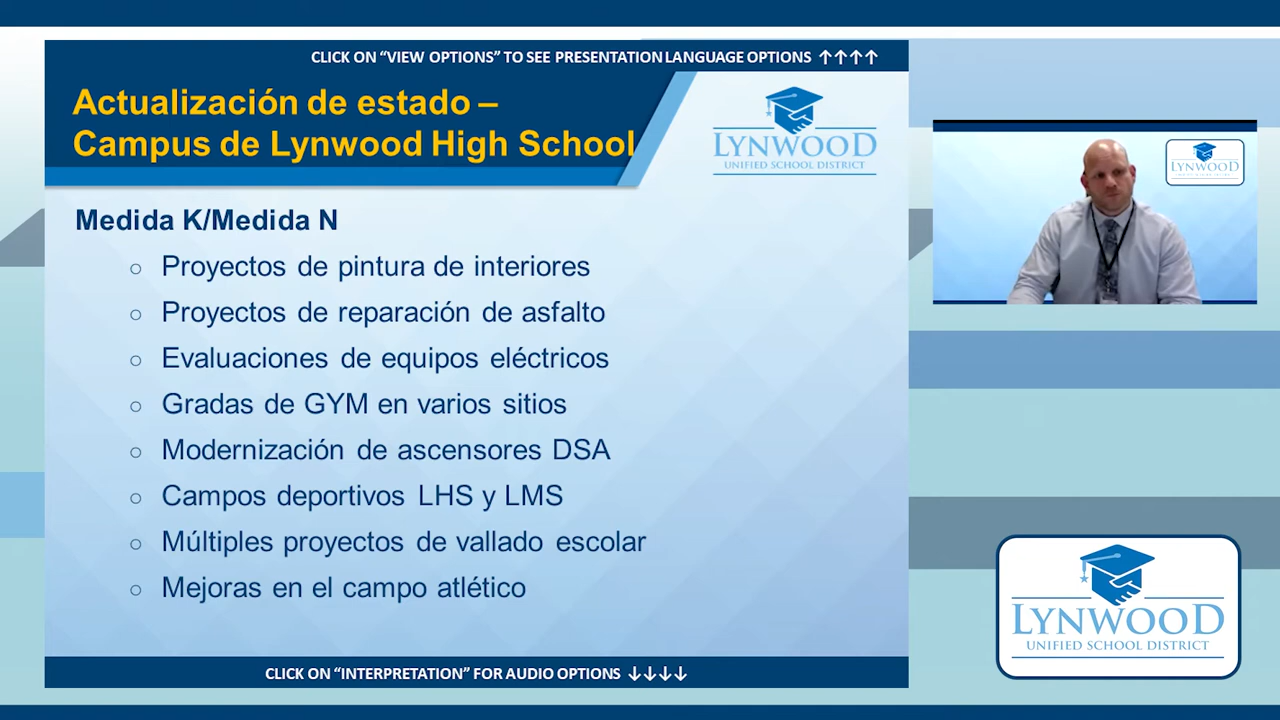 CLICK ON “VIEW OPTIONS” TO SEE PRESENTATION LANGUAGE OPTIONS ↑↑↑↑
Actualización de estado –
Campus de Lynwood High School
LYNWOOD
UNIFIED SCHOOL DISTRICT
Medida K/Medida N
○ Proyectos de pintura de interiores
○ Proyectos de reparación de asfalto
○ Evaluaciones de equipos eléctricos
○ Gradas de GYM en varios sitios
○ Modernización de ascensores DSA
○ Campos deportivos LHS y LMS
○ Múltiples proyectos de vallado escolar
○ Mejoras en el campo atlético
CLICK ON “INTERPRETATION” FOR AUDIO OPTIONS ↓↓↓↓
LYNWOOD
LYNWOOD
UNIFIED SCHOOL DISTRICT